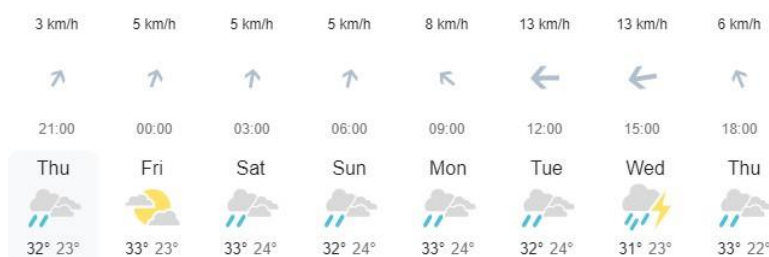 3 km/h 5 km/h 5 km/h 5 km/h 8 km/h 13 km/h 13 km/h 6 km/h
21:00 00:00 03:00 06:00 09:00 12:00 15:00 18:00
Thu Fri Sat Sun Mon Tue Wed Thu
32° 23° 33° 23° 33° 24° 32° 24° 33° 24° 32° 24° 31° 23° 33° 22°